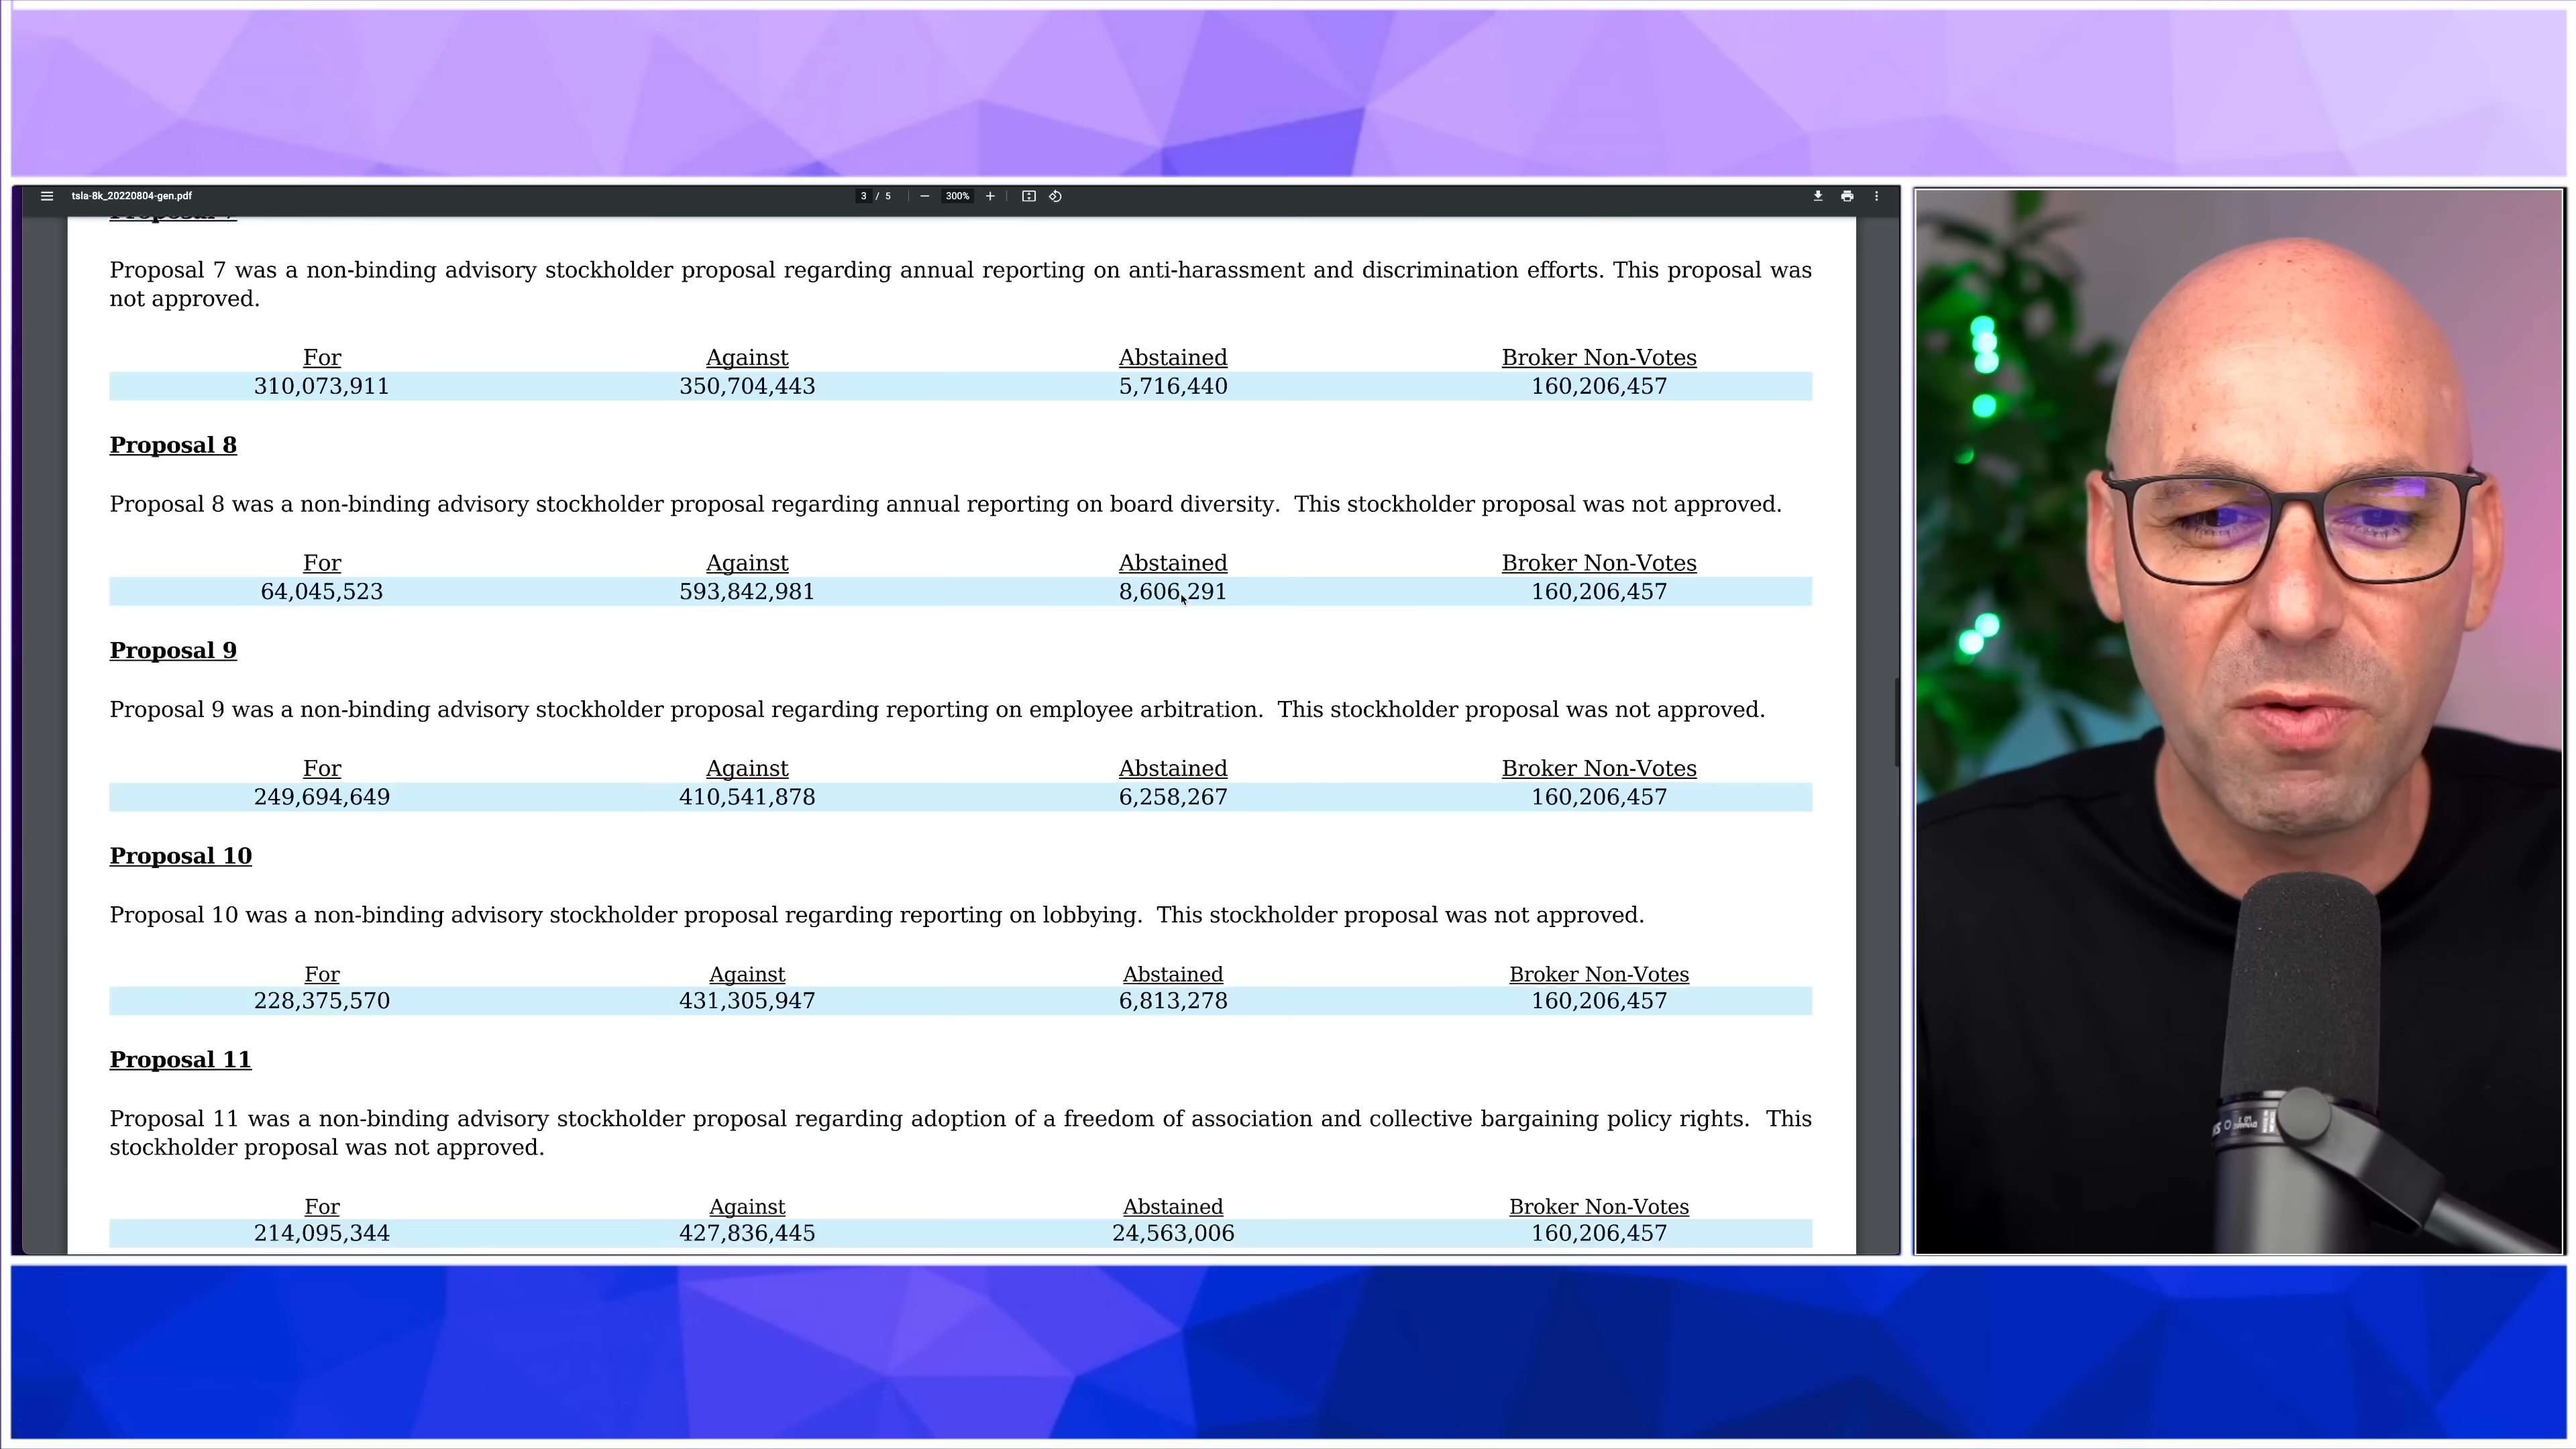 tsla-8k_20220804-gen.pdf
3 / 5
300%
Proposal 7
Proposal 7 was a non-binding advisory stockholder proposal regarding annual reporting on anti-harassment and discrimination efforts. This proposal was
not approved.
For Against Abstained Broker Non-Votes
310,073,911 350,704,443 5,716,440 160,206,457
Proposal 8
Proposal 8 was a non-binding advisory stockholder proposal regarding annual reporting on board diversity. This stockholder proposal was not approved.
For Against Abstained Broker Non-Votes
64,045,523 593,842,981 8,606,291 160,206,457
Proposal 9
Proposal 9 was a non-binding advisory stockholder proposal regarding reporting on employee arbitration. This stockholder proposal was not approved.
For Against Abstained Broker Non-Votes
249,694,649 410,541,878 6,258,267 160,206,457
Proposal 10
Proposal 10 was a non-binding advisory stockholder proposal regarding reporting on lobbying. This stockholder proposal was not approved.
For Against Abstained Broker Non-Votes
228,375,570 431,305,947 6,813,278 160,206,457
Proposal 11
Proposal 11 was a non-binding advisory stockholder proposal regarding adoption of a freedom of association and collective bargaining policy rights. This
stockholder proposal was not approved.
For Against Abstained Broker Non-Votes
214,095,344 427,836,445 24,563,006 160,206,457